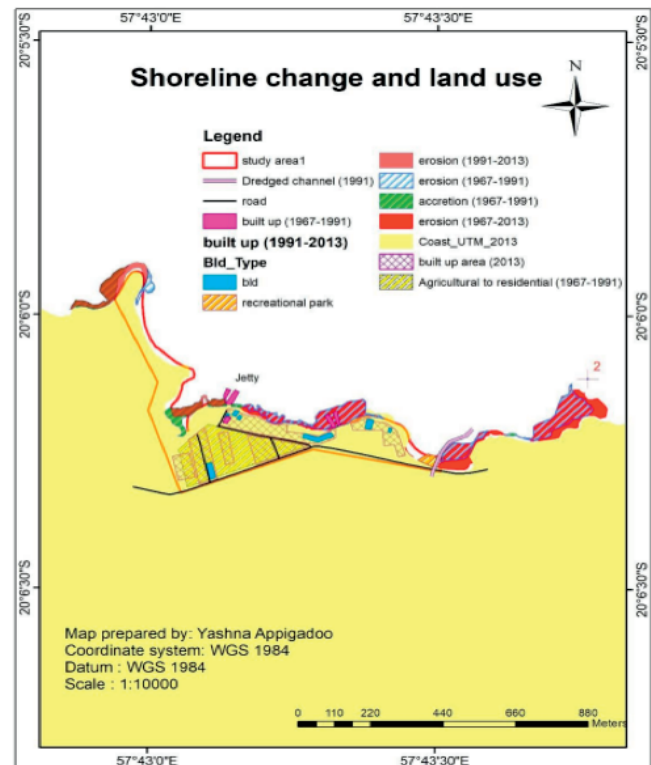 57°43'0"E
57°43'30"E
20°5'30"S
20°5'30"S
Shoreline change and land use
N
Legend
study area1
Dredged channel (1991)
road
built up (1967-1991)
built up (1991-2013)
Bld_Type
bld
recreational park
erosion (1991-2013)
erosion (1967-1991)
accretion (1967-1991)
erosion (1967-2013)
Coast_UTM_2013
built up area (2013)
Agricultural to residential (1967-1991)
20°6'0"S
20°6'0"S
2
Jetty
20°6'30"S
20°6'30"S
Map prepared by: Yashna Appigadoo
Coordinate system: WGS 1984
Datum : WGS 1984
Scale : 1:10000
0 110 220 440 660 880
Meters
57°43'0"E
57°43'30"E